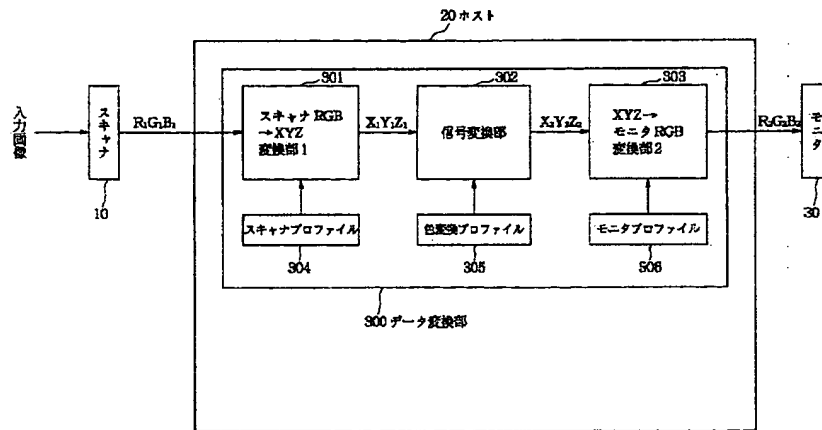 20 ホスト
301
302
303
入力画像
スキャナ
R₁G₁B₁
スキャナ RGB
→XYZ
変換部1
X₁Y₁Z₁
信号変換部
X₂Y₂Z₂
XYZ→
モニタRGB
変換部2
R₂G₂B₂
モニタ
10
30
スキャナプロファイル
色変換プロファイル
モニタプロファイル
304
305
306
300 データ変換部